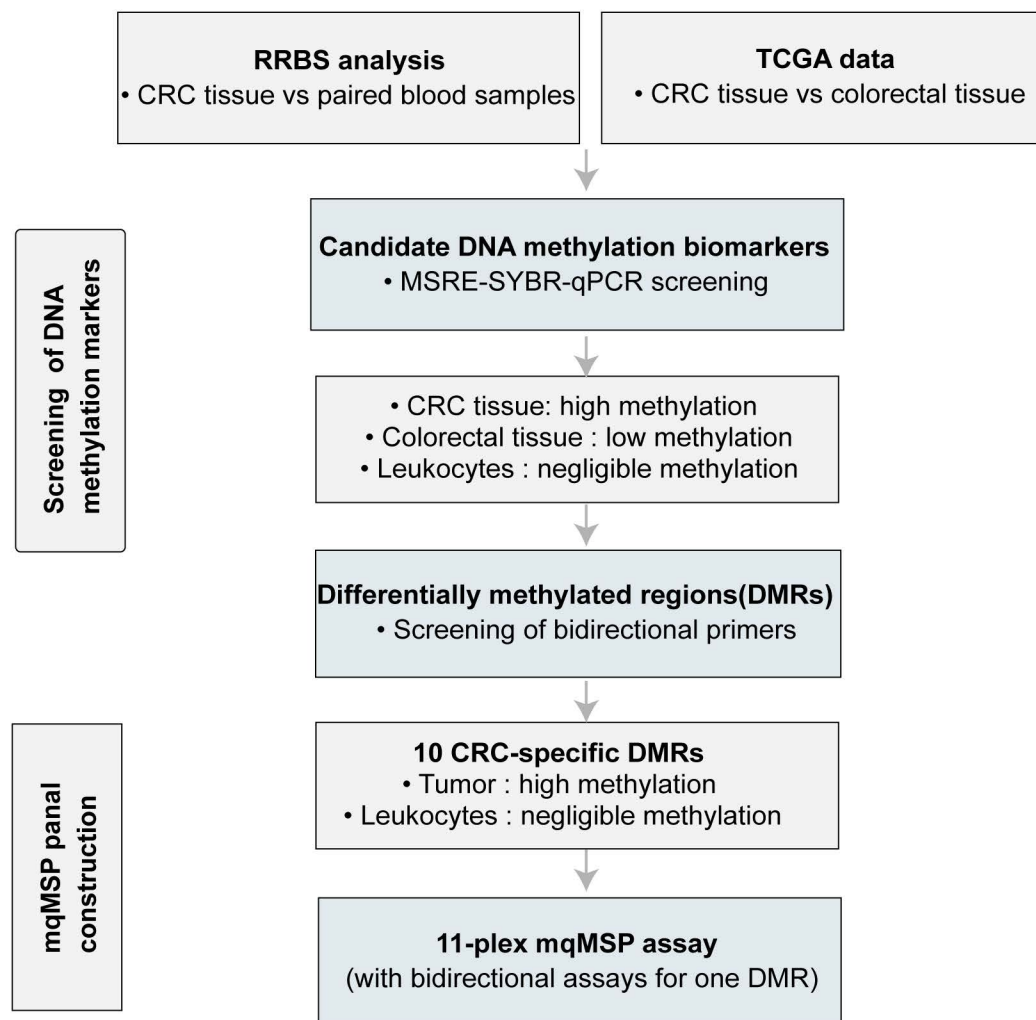 RRBS analysis
• CRC tissue vs paired blood samples
TCGA data
• CRC tissue vs colorectal tissue
Screening of DNA
methylation markers
Candidate DNA methylation biomarkers
• MSRE-SYBR-qPCR screening
• CRC tissue: high methylation
• Colorectal tissue : low methylation
• Leukocytes : negligible methylation
Differentially methylated regions(DMRs)
• Screening of bidirectional primers
mqMSP panal
construction
10 CRC-specific DMRs
• Tumor : high methylation
• Leukocytes : negligible methylation
11-plex mqMSP assay
(with bidirectional assays for one DMR)